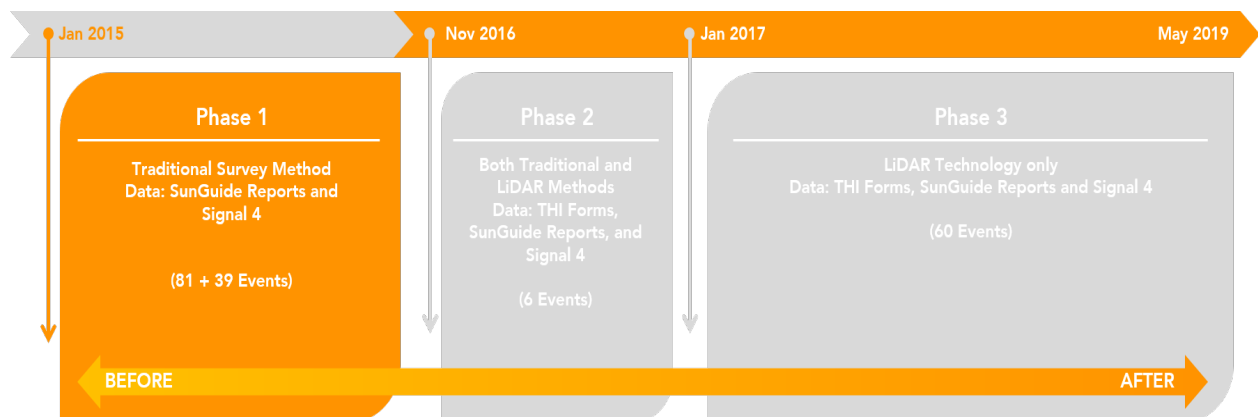 Jan 2015
Nov 2016
Jan 2017
May 2019
Phase 1
Traditional Survey Method
Data: SunGuide Reports and
Signal 4
(81 + 39 Events)
Phase 2
Both Traditional and
LiDAR Methods
Data: THI Forms,
SunGuide Reports, and
Signal 4
(6 Events)
Phase 3
LiDAR Technology only
Data: THI Forms, SunGuide Reports and Signal 4
(60 Events)
BEFORE
AFTER